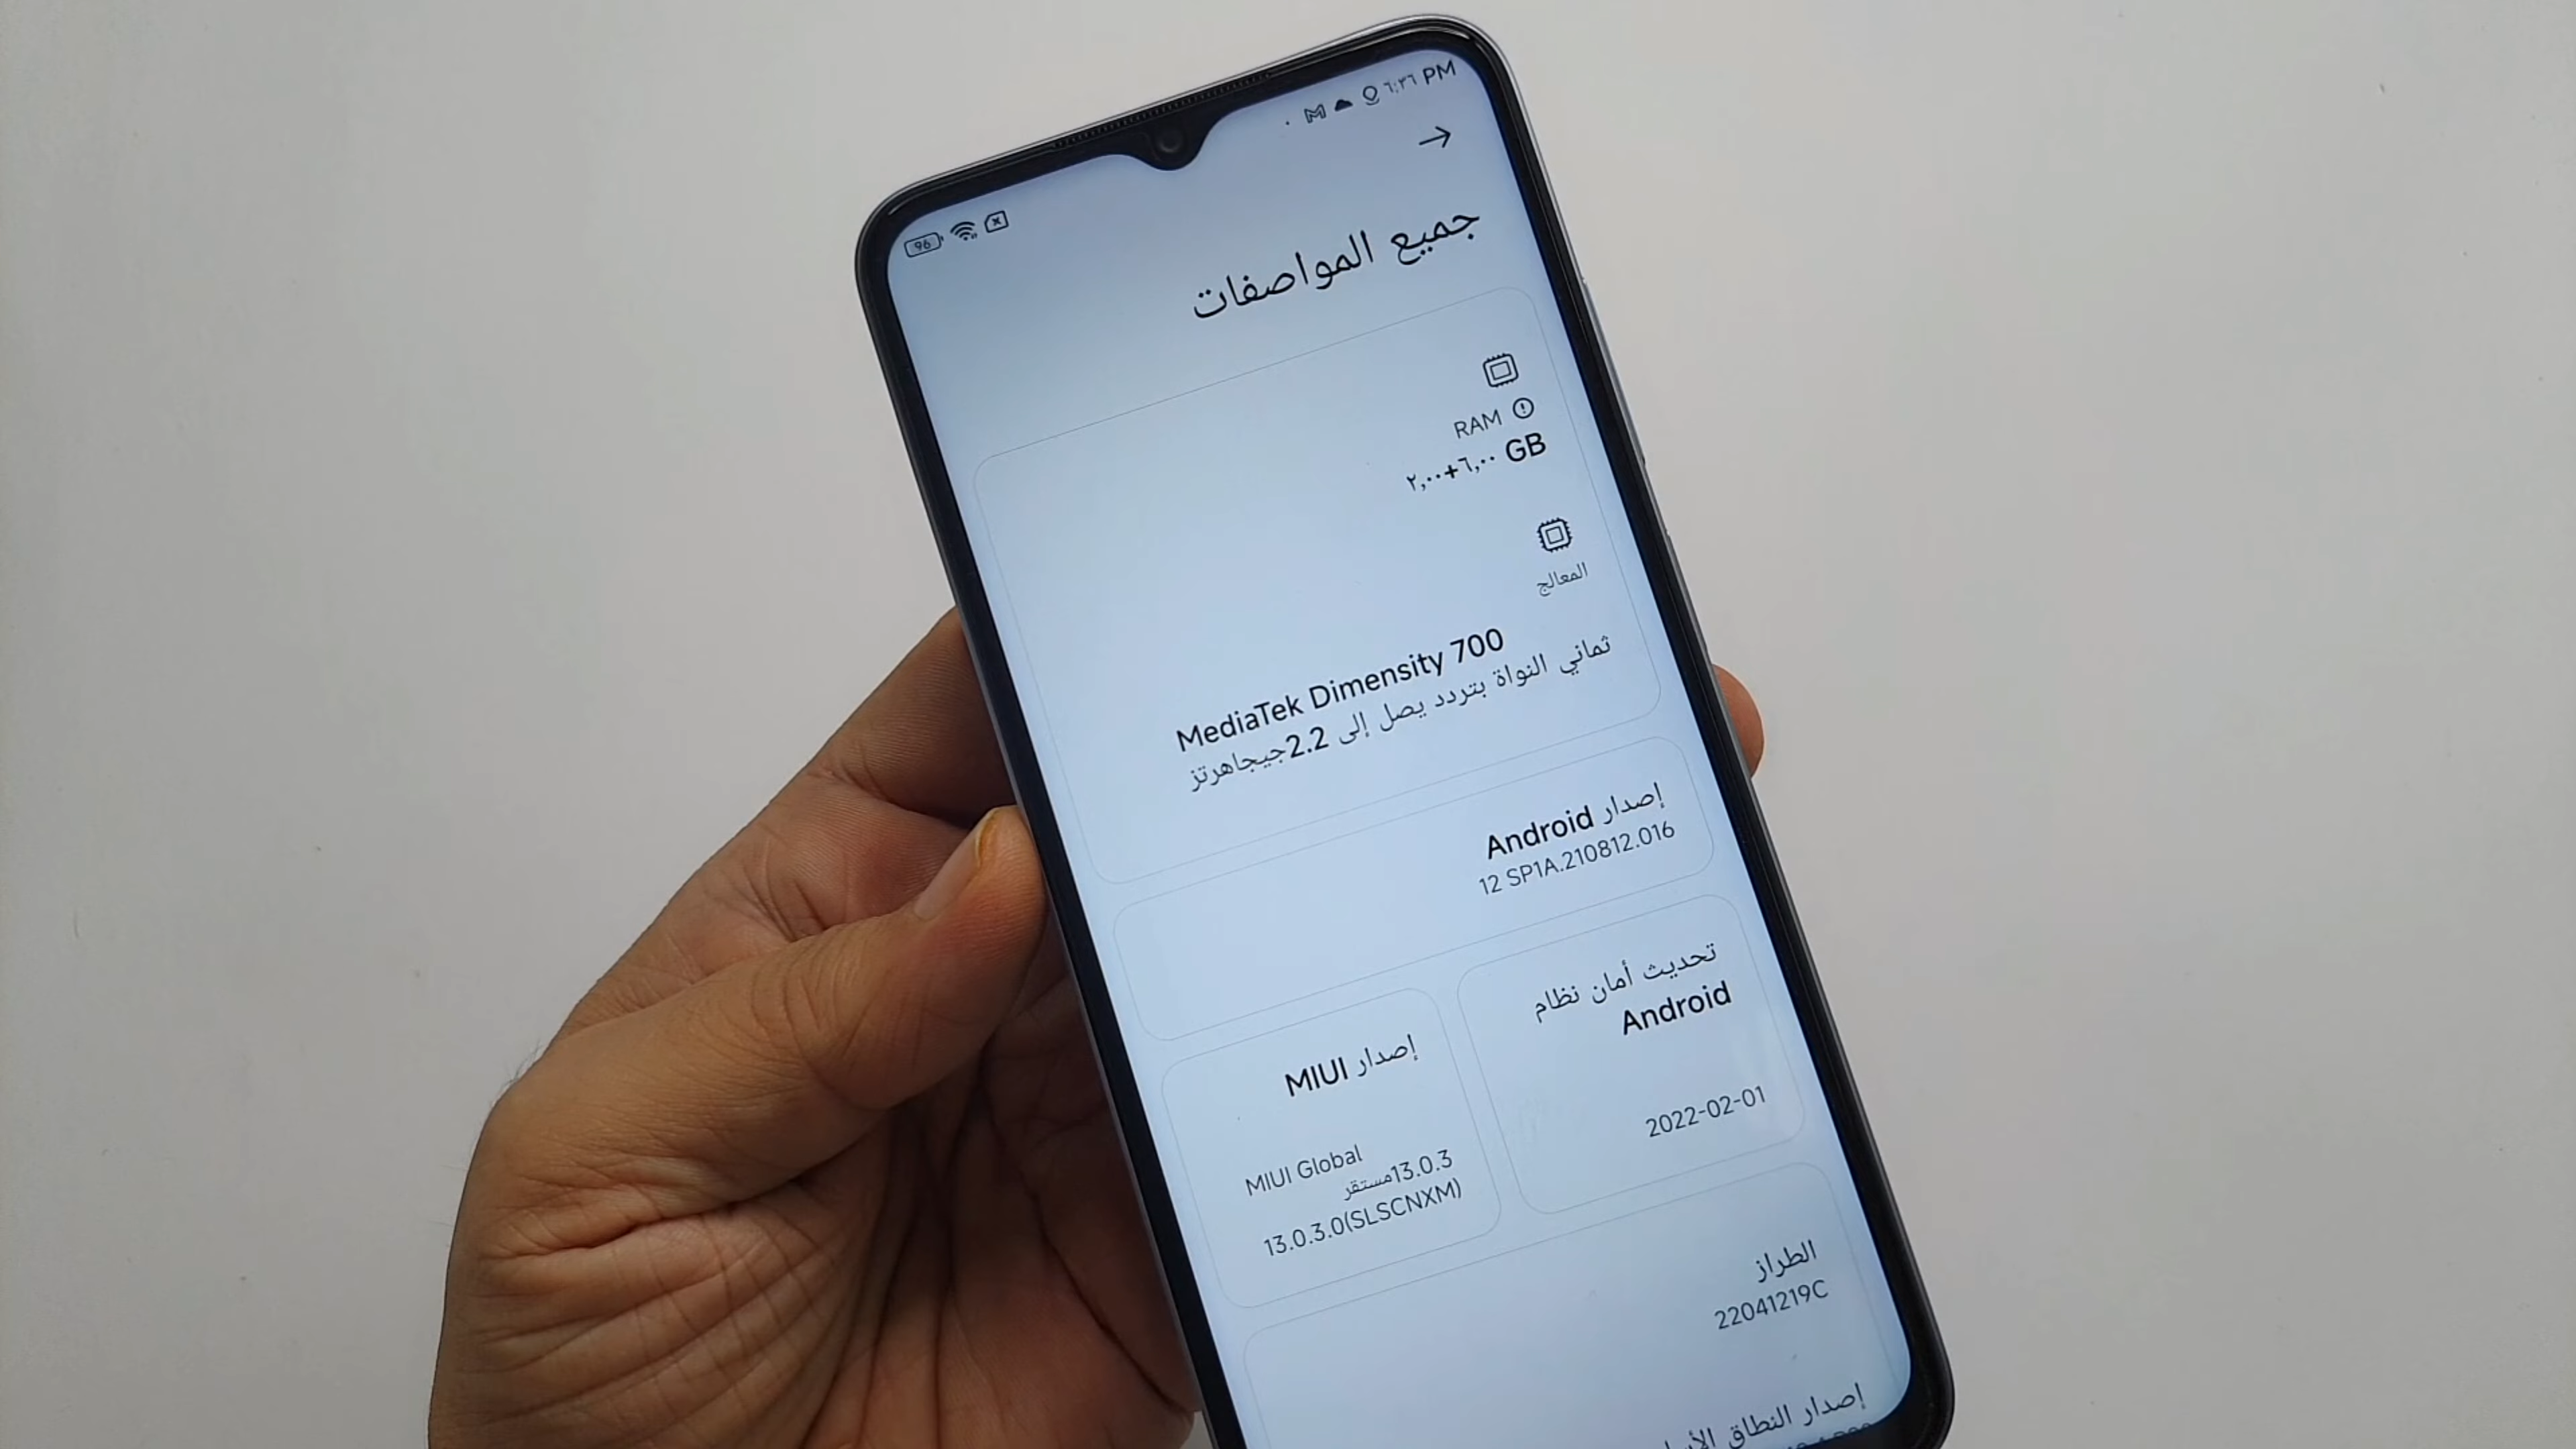 ٦:٣٦ PM
96
جميع المواصفات
RAM
٦,٠٠+٢,٠٠ GB
المعالج
MediaTek Dimensity 700
ثماني النواة بتردد يصل إلى 2.2جيجاهرتز
إصدار Android
12 SP1A.210812.016
تحديث أمان نظام
Android
2022-02-01
إصدار MIUI
MIUI Global
13.0.3مستقر
13.0.3.0(SLSCNXM)
الطراز
22041219C
إصدار النطاق